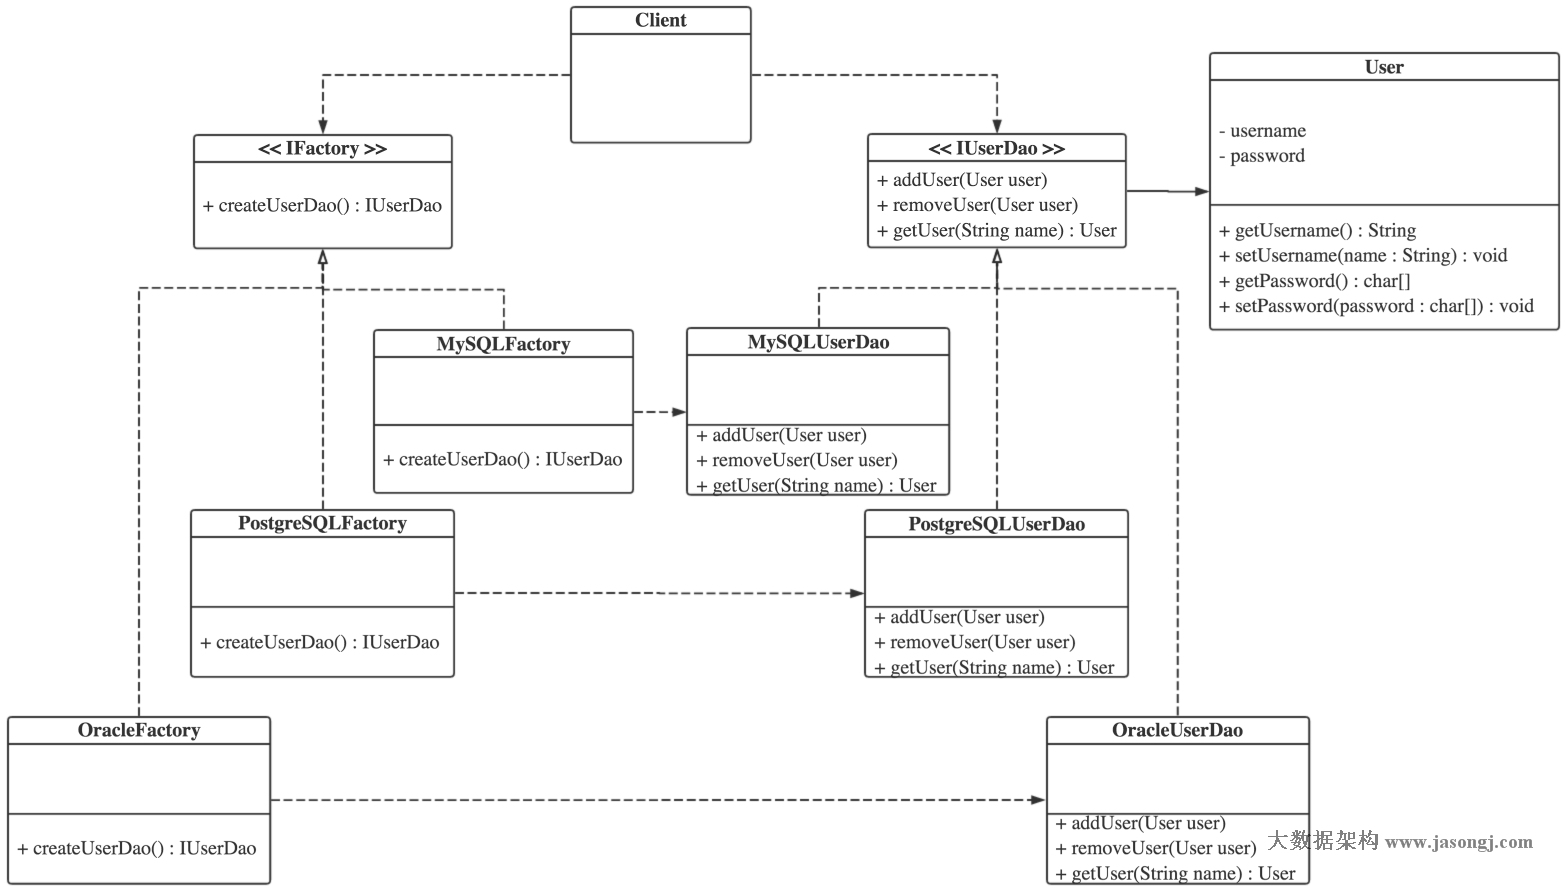 Client
<< IFactory >>
+ createUserDao() : IUserDao
<< IUserDao >>
+ addUser(User user)
+ removeUser(User user)
+ getUser(String name) : User
User
- username
- password
+ getUsername() : String
+ setUsername(name : String) : void
+ getPassword() : char[]
+ setPassword(password : char[]) : void
MySQLFactory
+ createUserDao() : IUserDao
MySQLUserDao
+ addUser(User user)
+ removeUser(User user)
+ getUser(String name) : User
PostgreSQLFactory
+ createUserDao() : IUserDao
PostgreSQLUserDao
+ addUser(User user)
+ removeUser(User user)
+ getUser(String name) : User
OracleFactory
+ createUserDao() : IUserDao
OracleUserDao
+ addUser(User user)
+ removeUser(User user)
+ getUser(String name) : User
大数据架构 www.jasongj.com